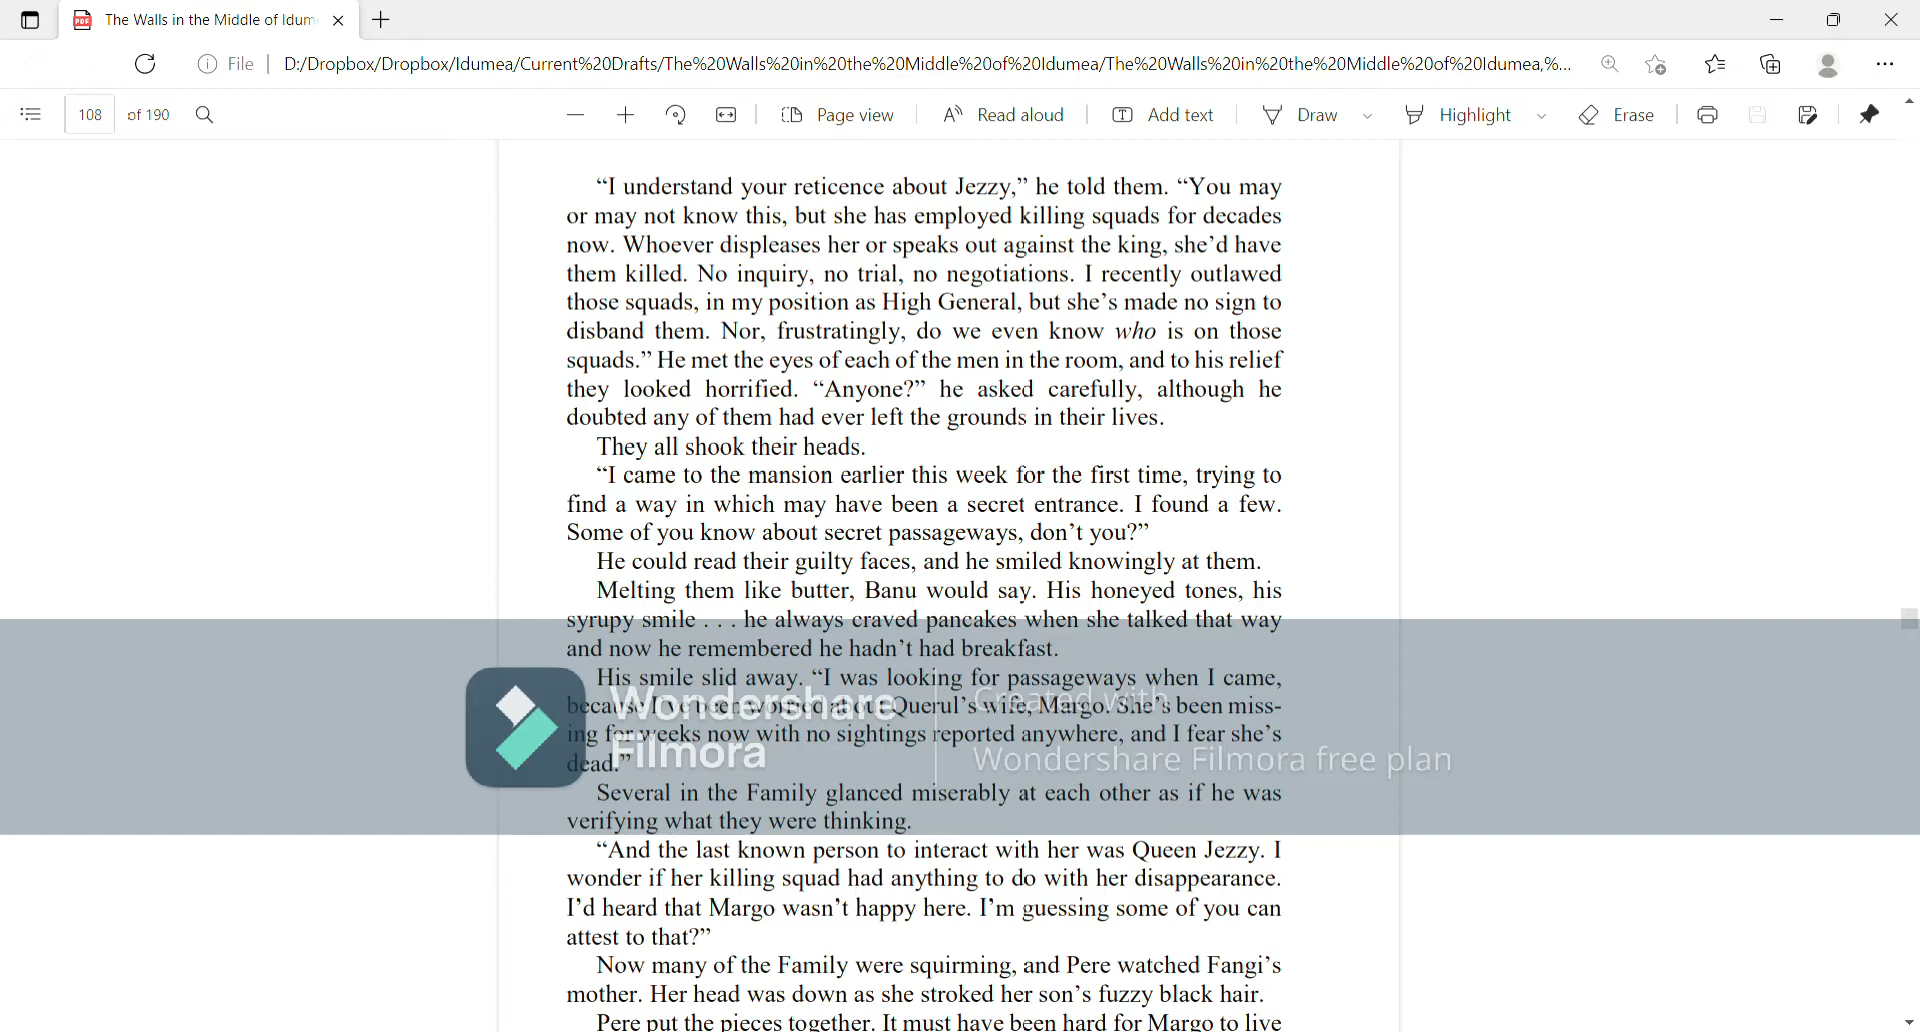 The Walls in the Middle of Idum
File
D:/Dropbox/Dropbox/Idumea/Current%20Drafts/The%20Walls%20in%20the%20Middle%20of%20Idumea/The%20Walls%20in%20the%20Middle%20of%20Idumea,%...
108 of 190
Page view
Read aloud
Add text
Draw
Highlight
Erase
“I understand your reticence about Jezzy,” he told them. “You may
or may not know this, but she has employed killing squads for decades
now. Whoever displeases her or speaks out against the king, she’d have
them killed. No inquiry, no trial, no negotiations. I recently outlawed
those squads, in my position as High General, but she’s made no sign to
disband them. Nor, frustratingly, do we even know who is on those
squads.” He met the eyes of each of the men in the room, and to his relief
they looked horrified. “Anyone?” he asked carefully, although he
doubted any of them had ever left the grounds in their lives.
They all shook their heads.
“I came to the mansion earlier this week for the first time, trying to
find a way in which may have been a secret entrance. I found a few.
Some of you know about secret passageways, don’t you?”
He could read their guilty faces, and he smiled knowingly at them.
Melting them like butter, Banu would say. His honeyed tones, his
syrupy smile . . . he always craved pancakes when she talked that way
and now he remembered he hadn’t had breakfast.
His smile slid away. “I was looking for passageways when I came,
because I’ve been worried about Querul’s wife, Margo. She’s been miss-
ing for weeks now with no sightings reported anywhere, and I fear she’s
dead.”
Wondershare
Filmora
Created with
Wondershare Filmora free plan
Several in the Family glanced miserably at each other as if he was
verifying what they were thinking.
“And the last known person to interact with her was Queen Jezzy. I
wonder if her killing squad had anything to do with her disappearance.
I’d heard that Margo wasn’t happy here. I’m guessing some of you can
attest to that?”
Now many of the Family were squirming, and Pere watched Fangi’s
mother. Her head was down as she stroked her son’s fuzzy black hair.
Pere put the pieces together. It must have been hard for Margo to live